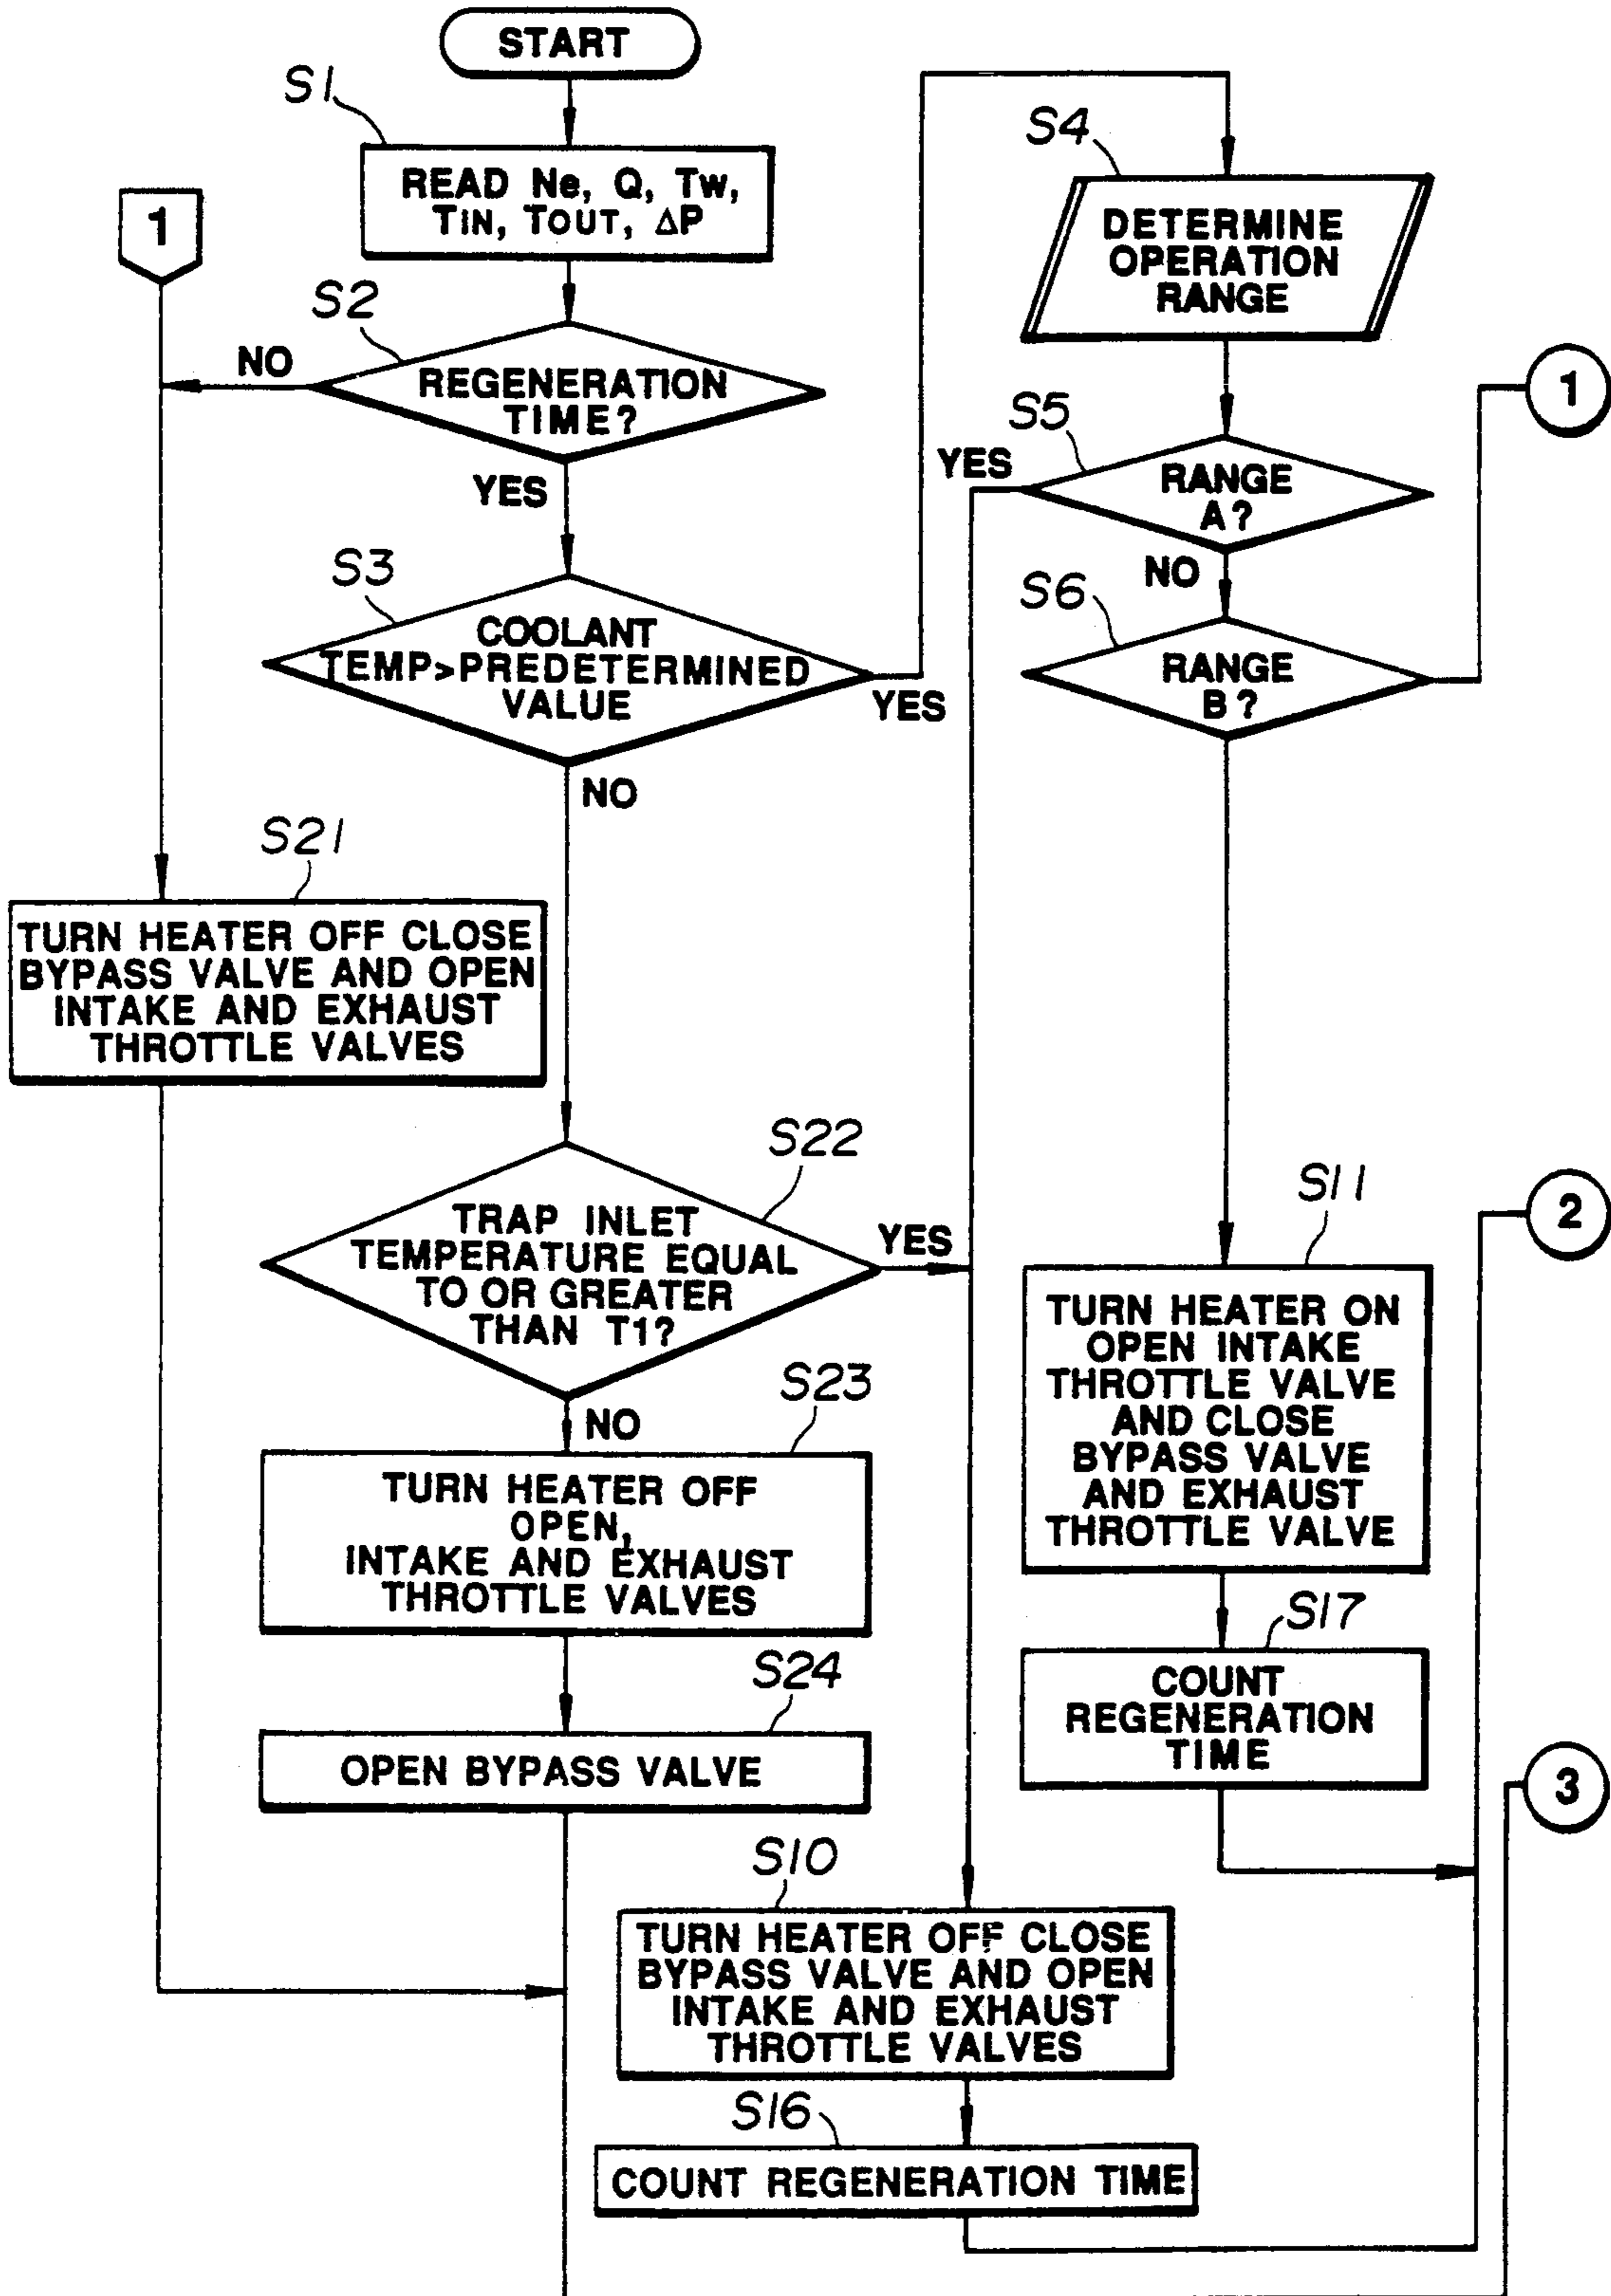 START
S1
READ Ne, Q, Tw,
TIN, TOUT, ΔP
1
S2
NO
REGENERATION
TIME?
YES
S3
COOLANT
TEMP>PREDETERMINED
VALUE
YES
NO
S4
DETERMINE
OPERATION
RANGE
1
S5
YES
RANGE
A?
NO
S6
RANGE
B?
S21
TURN HEATER OFF CLOSE
BYPASS VALVE AND OPEN
INTAKE AND EXHAUST
THROTTLE VALVES
S22
TRAP INLET
TEMPERATURE EQUAL
TO OR GREATER
THAN T1?
YES
NO
S23
TURN HEATER OFF
OPEN,
INTAKE AND EXHAUST
THROTTLE VALVES
S24
OPEN BYPASS VALVE
S11
2
TURN HEATER ON
OPEN INTAKE
THROTTLE VALVE
AND CLOSE
BYPASS VALVE
AND EXHAUST
THROTTLE VALVE
S17
COUNT
REGENERATION
TIME
3
S10
TURN HEATER OFF CLOSE
BYPASS VALVE AND OPEN
INTAKE AND EXHAUST
THROTTLE VALVES
S16
COUNT REGENERATION TIME